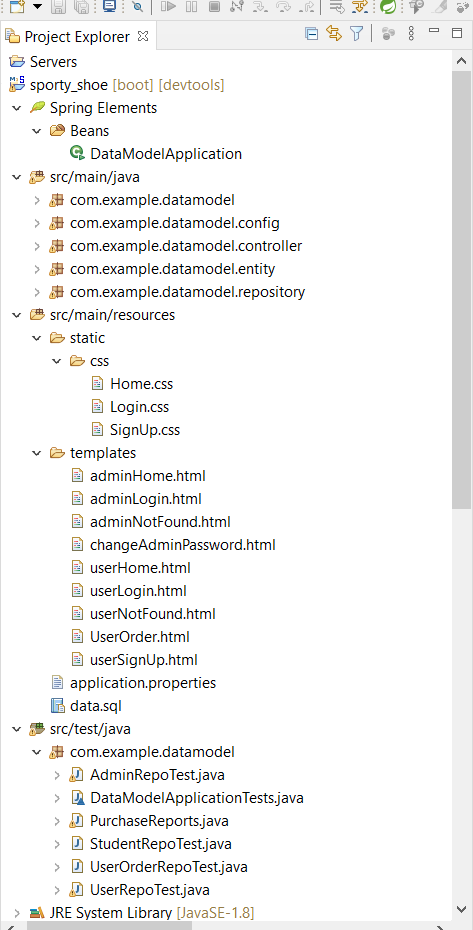 Project Explorer
Servers
sporty_shoe [boot] [devtools]
Spring Elements
Beans
DataModelApplication
src/main/java
com.example.datamodel
com.example.datamodel.config
com.example.datamodel.controller
com.example.datamodel.entity
com.example.datamodel.repository
src/main/resources
static
css
Home.css
Login.css
SignUp.css
templates
adminHome.html
adminLogin.html
adminNotFound.html
changeAdminPassword.html
userHome.html
userLogin.html
userNotFound.html
UserOrder.html
userSignUp.html
application.properties
data.sql
src/test/java
com.example.datamodel
AdminRepoTest.java
DataModelApplicationTests.java
PurchaseReports.java
StudentRepoTest.java
UserOrderRepoTest.java
UserRepoTest.java
JRE System Library [JavaSE-1.8]